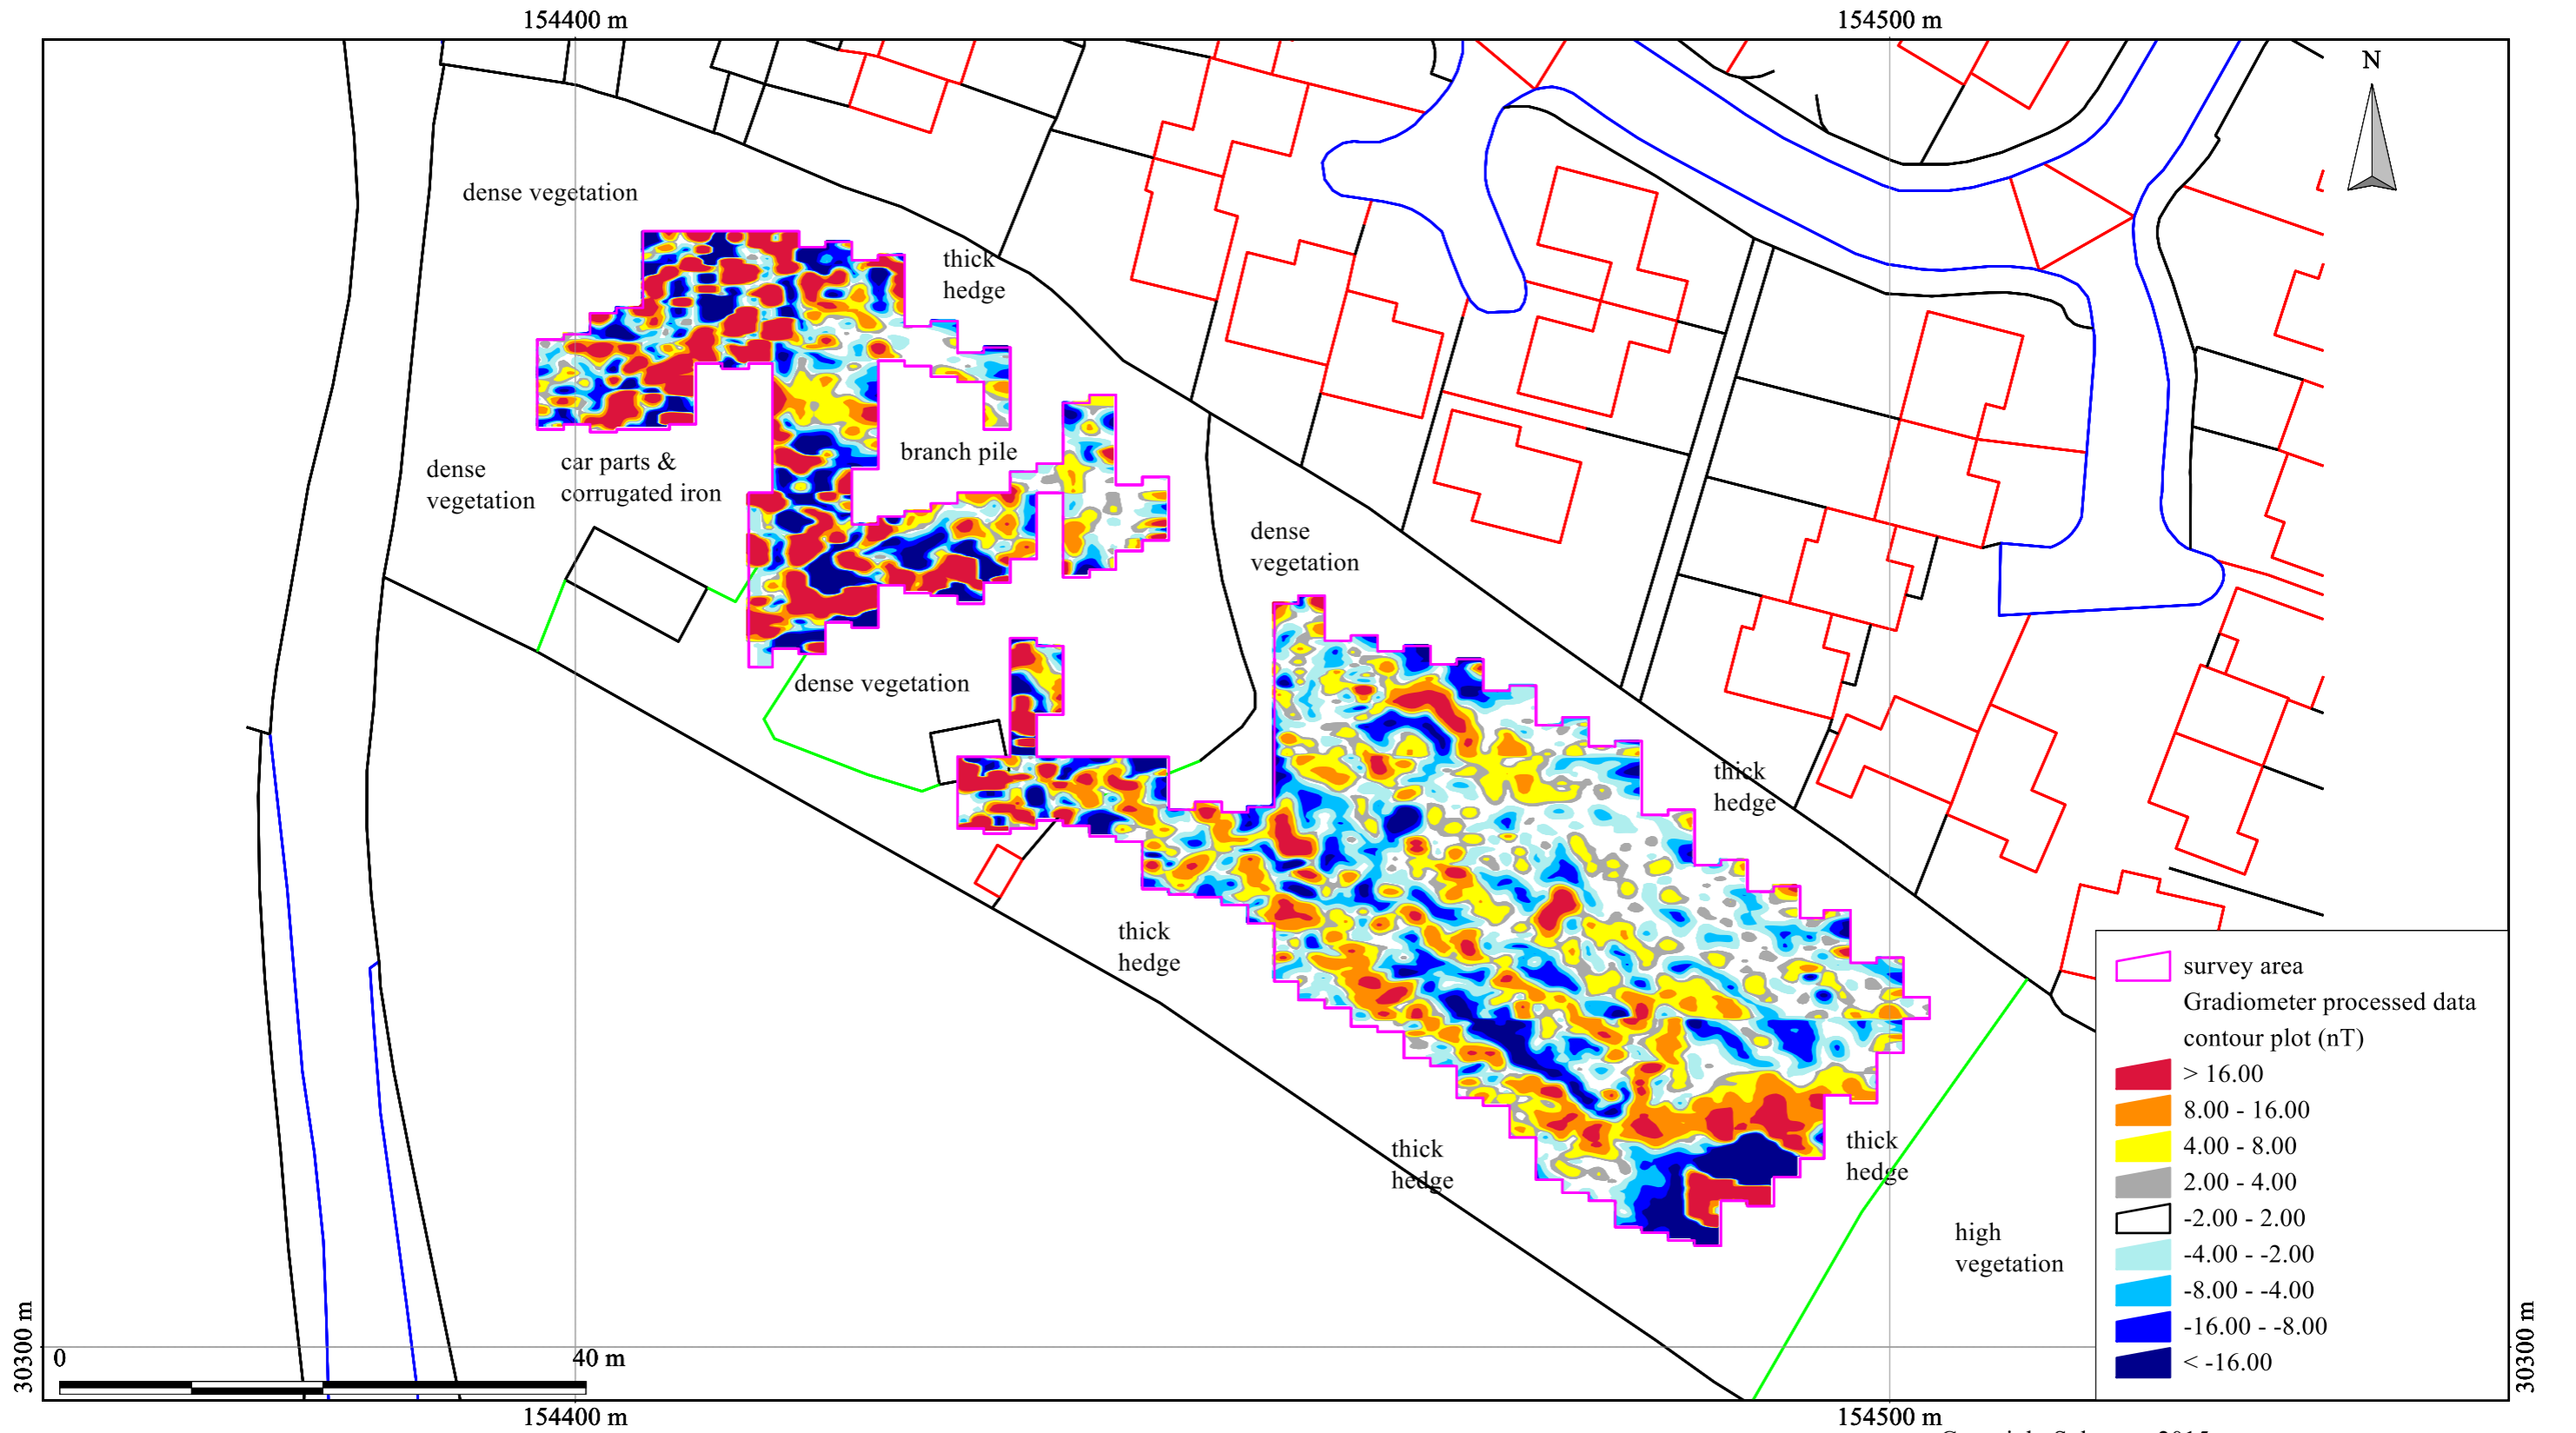 154400 m
154500 m
N
dense vegetation
thick
hedge
branch pile
car parts &
corrugated iron
dense
vegetation
dense
vegetation
dense vegetation
thick
hedge
thick
hedge
thick
hedge
thick
hedge
high
vegetation
survey area
Gradiometer processed data
contour plot (nT)
> 16.00
8.00 - 16.00
4.00 - 8.00
2.00 - 4.00
-2.00 - 2.00
-4.00 - -2.00
-8.00 - -4.00
-16.00 - -8.00
< -16.00
30300 m
30300 m
0
40 m
154400 m
154500 m